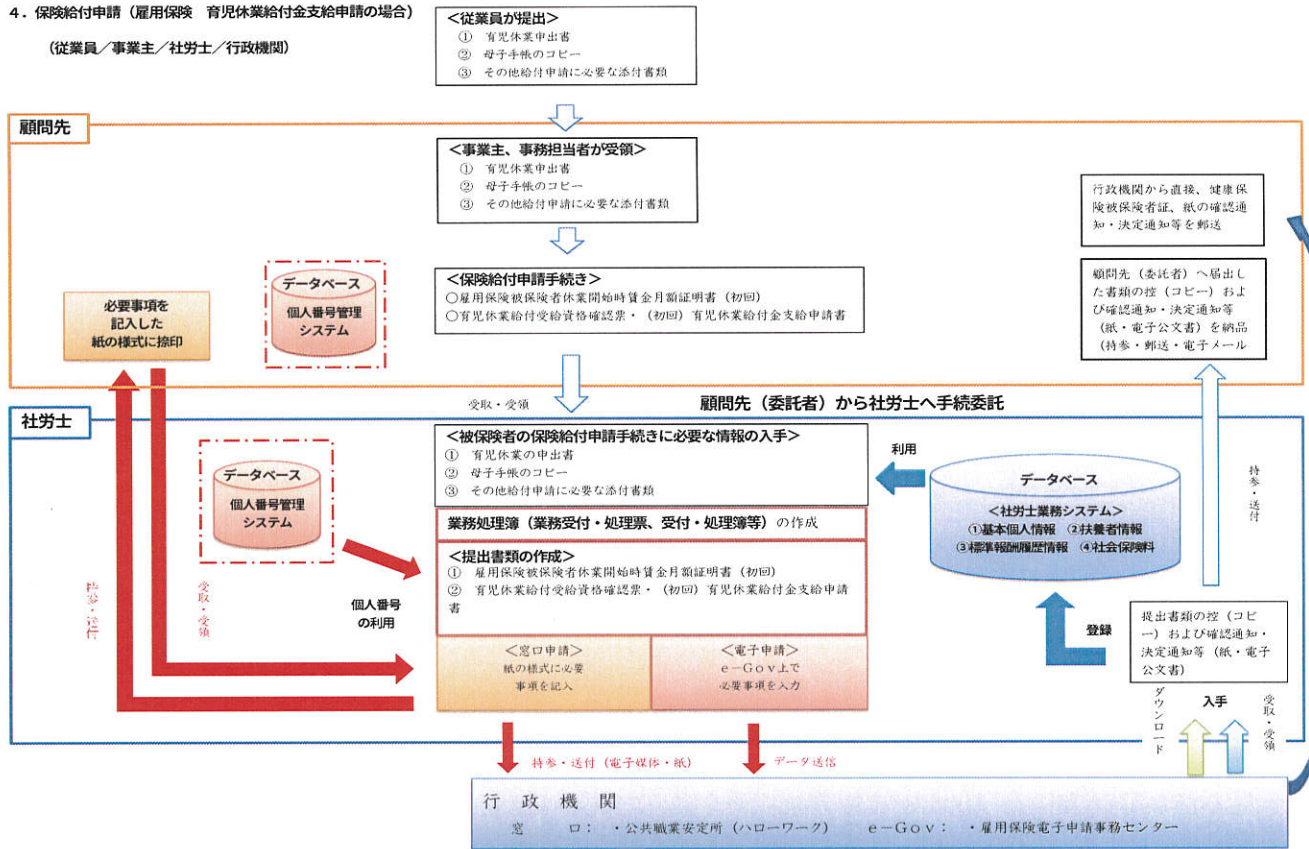 4．保険給付申請（雇用保険　育児休業給付金支給申請の場合）
（従業員／事業主／社労士／行政機関）
＜従業員が提出＞
①　育児休業申出書
②　母子手帳のコピー
③　その他給付申請に必要な添付書類
顧問先
＜事業主、事務担当者が受領＞
①　育児休業申出書
②　母子手帳のコピー
③　その他給付申請に必要な添付書類
行政機関から直接、健康保
険被保険者証、紙の確認通
知・決定通知等を郵送
＜保険給付申請手続き＞
○雇用保険被保険者休業開始時賃金月額証明書（初回）
○育児休業給付受給資格確認票・（初回）育児休業給付金支給申請書
データベース
個人番号管理
システム
必要事項を
記入した
紙の様式に捺印
顧問先（委託者）へ届出し
た書類の控（コピー）およ
び確認通知・決定通知等
（紙・電子公文書）を納品
（持参・郵送・電子メール
受取・受領
顧問先（委託者）から社労士へ手続委託
社労士
＜被保険者の保険給付申請手続きに必要な情報の入手＞
①　育児休業の申出書
②　母子手帳のコピー
③　その他給付申請に必要な添付書類
利用
データベース
＜社労士業務システム＞
①基本個人情報　②扶養者情報
③標準報酬履歴情報　④社会保険料
持参・送付
データベース
個人番号管理
システム
業務処理簿（業務受付・処理票、受付・処理簿等）の作成
＜提出書類の作成＞
①　雇用保険被保険者休業開始時賃金月額証明書（初回）
②　育児休業給付受給資格確認票・（初回）育児休業給付金支給申請
書
個人番号
の利用
持参・送付
受取・受領
登録
提出書類の控（コピ
ー）および確認通知・
決定通知等（紙・電子
公文書）
＜窓口申請＞
紙の様式に必要
事項を記入
＜電子申請＞
ｅ－Ｇｏｖ上で
必要事項を入力
ダウンロード
入手
受取・受領
持参・送付（電子媒体・紙）
データ送信
行　政　機　関
窓　　口：　・公共職業安定所（ハローワーク）　ｅ－Ｇｏｖ：　・雇用保険電子申請事務センター